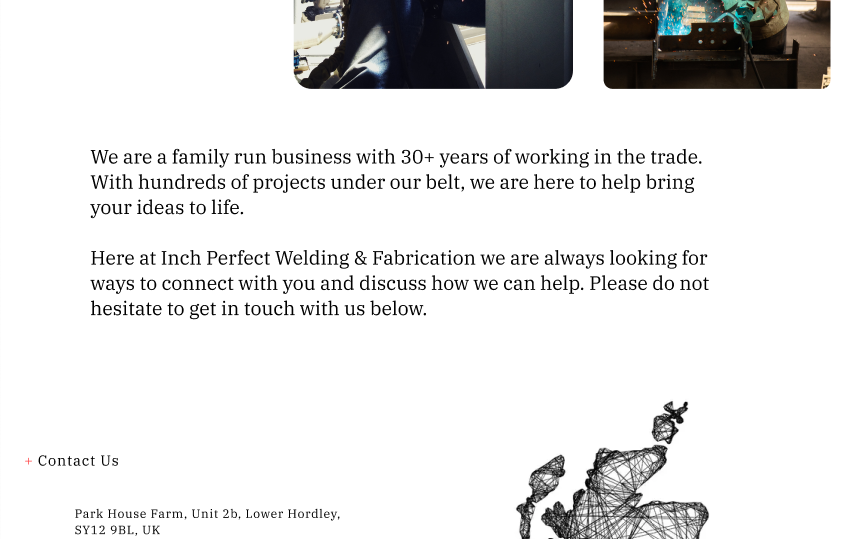 We are a family run business with 30+ years of working in the trade.
With hundreds of projects under our belt, we are here to help bring
your ideas to life.
Here at Inch Perfect Welding & Fabrication we are always looking for
ways to connect with you and discuss how we can help. Please do not
hesitate to get in touch with us below.
+ Contact Us
Park House Farm, Unit 2b, Lower Hordley,
SY12 9BL, UK